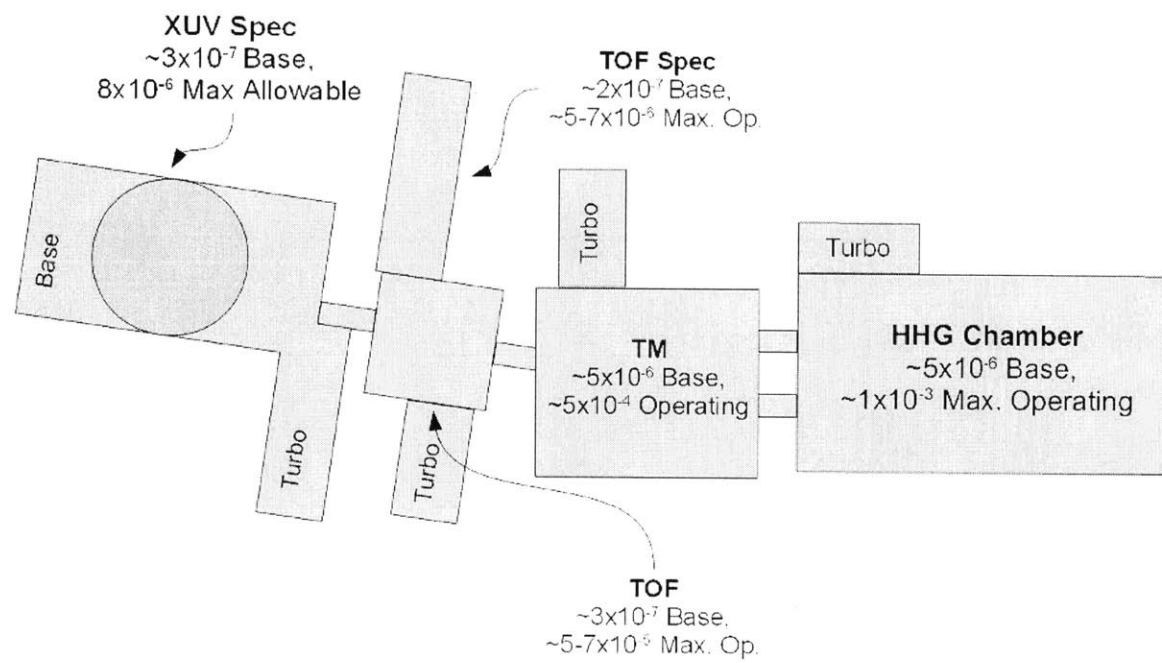 XUV Spec
~3x10⁻⁷ Base,
8x10⁻⁶ Max Allowable
TOF Spec
~2x10⁻⁷ Base,
~5-7x10⁻⁶ Max. Op.
Base
Turbo
Turbo
Turbo
Turbo
TM
~5x10⁻⁶ Base,
~5x10⁻⁴ Operating
HHG Chamber
~5x10⁻⁶ Base,
~1x10⁻³ Max. Operating
TOF
~3x10⁻⁷ Base,
~5-7x10⁻⁵ Max. Op.